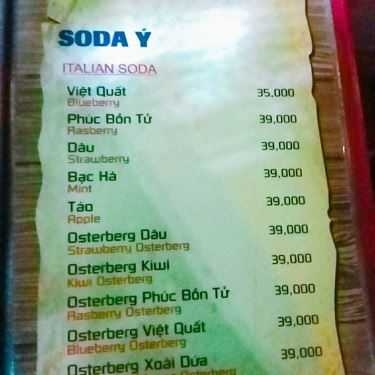 SODA Ý
ITALIAN SODA
Việt Quất 35,000
Blueberry
Phúc Bồn Tử 39,000
Rasberry
Dâu 39,000
Strawberry
Bạc Hà 39,000
Mint
Táo 39,000
Apple
Osterberg Dâu 39,000
Strawberry Osterberg
Osterberg Kiwi 39,000
Kiwi Osterberg
Osterberg Phúc Bồn Tử 39,000
Rasberry Osterberg
Osterberg Việt Quất 39,000
Blueberry Osterberg
Osterberg Xoài Dứa 39,000
Osterberg